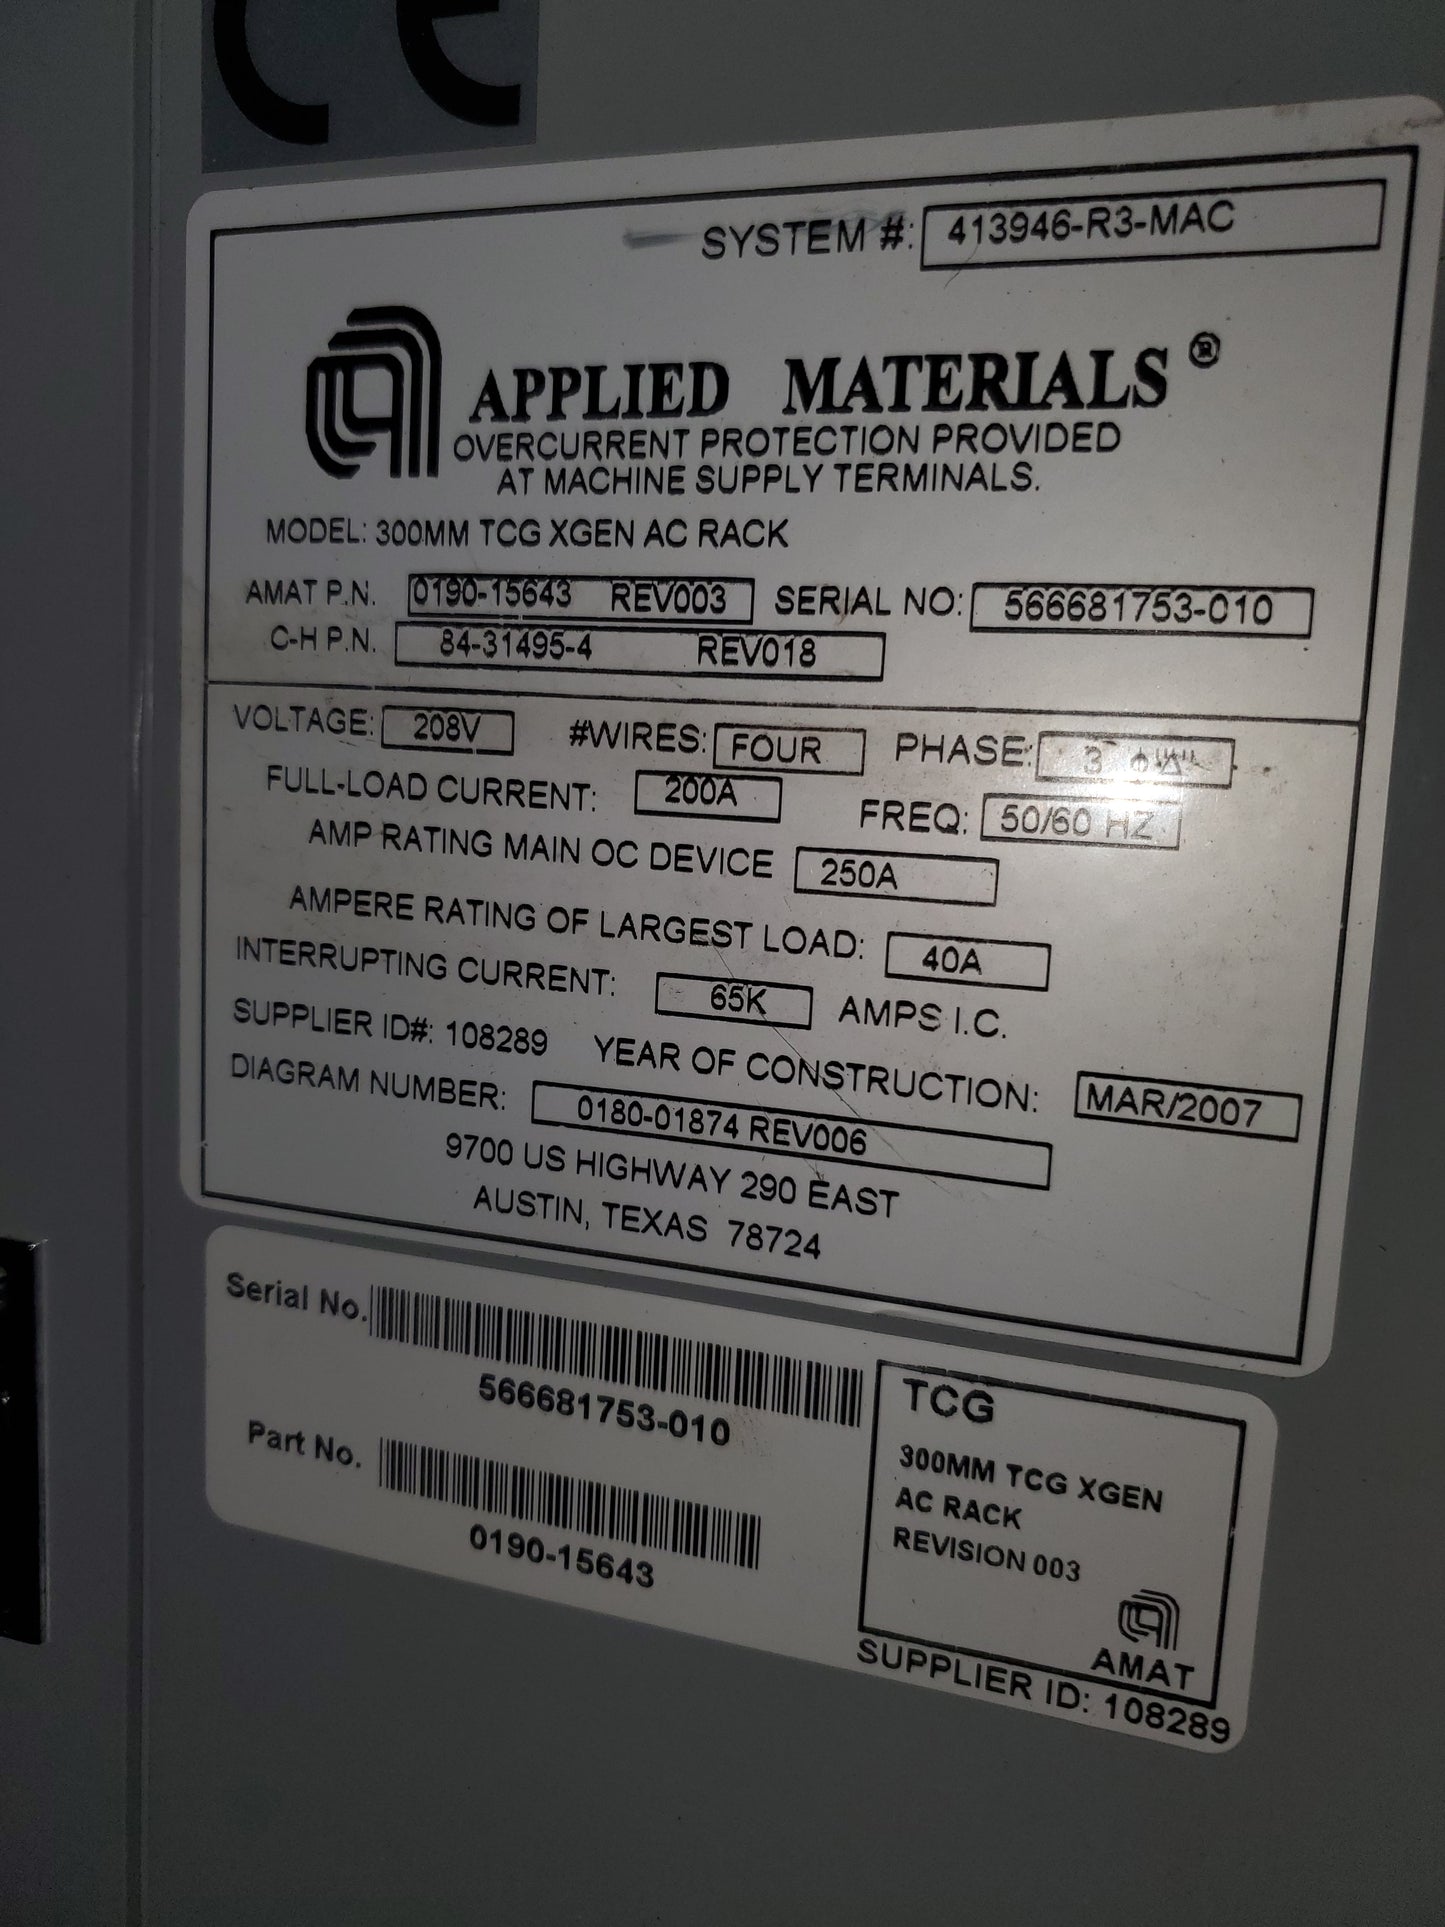 CE
SYSTEM #: 413946-R3-MAC
APPLIED MATERIALS®
OVERCURRENT PROTECTION PROVIDED
AT MACHINE SUPPLY TERMINALS.
MODEL: 300MM TCG XGEN AC RACK
AMAT P.N. 0190-15643 REV003 SERIAL NO: 566681753-010
C-H P.N. 84-31495-4 REV018
VOLTAGE: 208V #WIRES: FOUR PHASE: 3
FULL-LOAD CURRENT: 200A FREQ: 50/60 HZ
AMP RATING MAIN OC DEVICE 250A
AMPERE RATING OF LARGEST LOAD: 40A
INTERRUPTING CURRENT: 65K AMPS I.C.
SUPPLIER ID#: 108289 YEAR OF CONSTRUCTION: MAR/2007
DIAGRAM NUMBER: 0180-01874 REV006
9700 US HIGHWAY 290 EAST
AUSTIN, TEXAS 78724
Serial No.
566681753-010
Part No.
0190-15643
TCG
300MM TCG XGEN
AC RACK
REVISION 003
AMAT
SUPPLIER ID: 108289